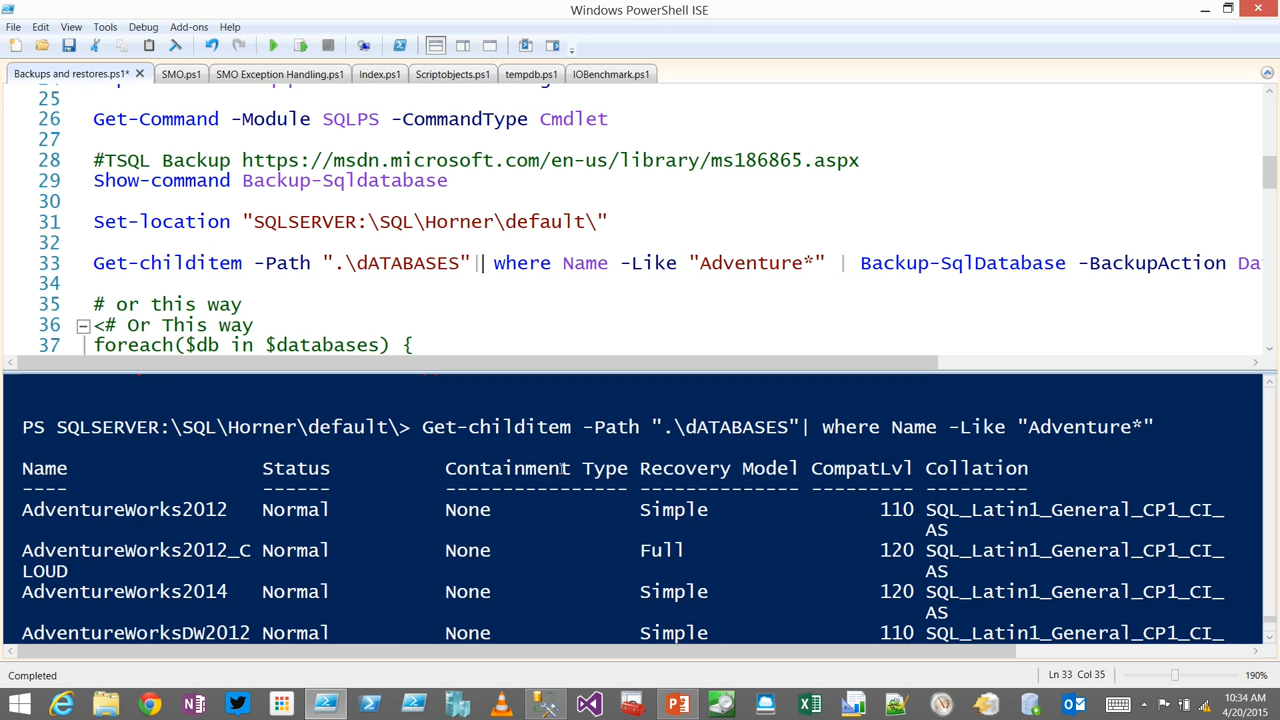 Windows PowerShell ISE
File Edit View Tools Debug Add-ons Help
Backups and restores.ps1* SMO.ps1 SMO Exception Handling.ps1 Index.ps1 Scriptobjects.ps1 tempdb.ps1 IOBenchmark.ps1
25
26 Get-Command -Module SQLPS -CommandType Cmdlet
27
28 #TSQL Backup https://msdn.microsoft.com/en-us/library/ms186865.aspx
29 Show-command Backup-Sqldatabase
30
31 Set-location "SQLSERVER:\SQL\Horner\default\"
32
33 Get-childitem -Path ".\dATABASES"| where Name -Like "Adventure*" | Backup-SqlDatabase -BackupAction Da
34
35 # or this way
36 <# Or This way
37 foreach($db in $databases) {
PS SQLSERVER:\SQL\Horner\default\> Get-childitem -Path ".\dATABASES"| where Name -Like "Adventure*"
Name Status Containment Type Recovery Model CompatLvl Collation
---- ------ ---------------- -------------- --------- ---------
AdventureWorks2012 Normal None Simple 110 SQL_Latin1_General_CP1_CI_
AS
AdventureWorks2012_C Normal None Full 120 SQL_Latin1_General_CP1_CI_
LOUD AS
AdventureWorks2014 Normal None Simple 120 SQL_Latin1_General_CP1_CI_
AS
AdventureWorksDW2012 Normal None Simple 110 SQL_Latin1_General_CP1_CI_
Completed Ln 33 Col 35 190%
10:34 AM
4/20/2015